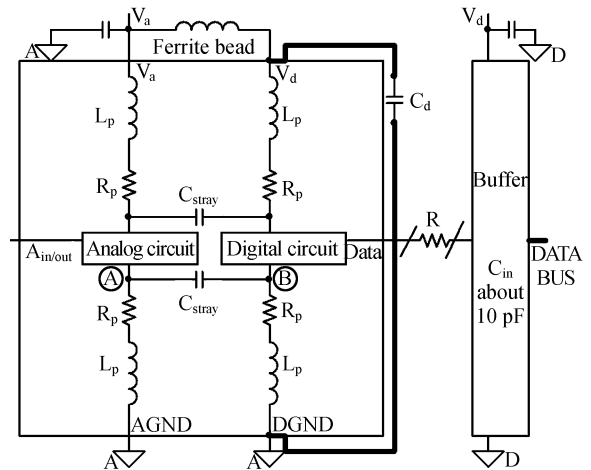 Va
Vd
A
Ferrite bead
D
Va
Vd
Lp
Lp
Cd
Rp
Rp
Buffer
Cstray
R
Ain/out
Analog circuit
Digital circuit
Data
DATA
BUS
A
B
Cin
about
10 pF
Cstray
Rp
Rp
Lp
Lp
AGND
DGND
A
A
D